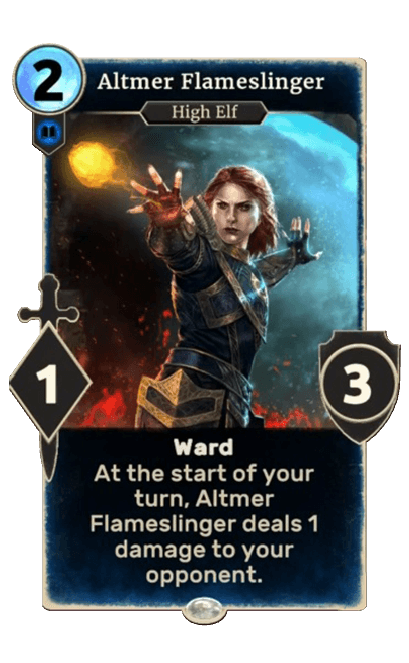 2
Altmer Flameslinger
High Elf
1
3
Ward
At the start of your
turn, Altmer
Flameslinger deals 1
damage to your
opponent.